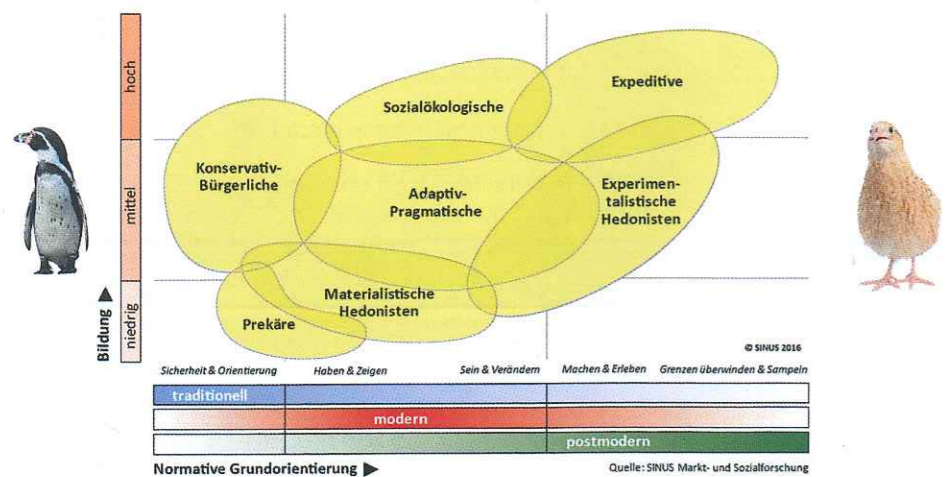 hoch
mittel
niedrig
Bildung ▶
Expeditive
Sozialökologische
Konservativ-
Bürgerliche
Adaptiv-
Pragmatische
Experimen-
talistische
Hedonisten
Materialistische
Hedonisten
Prekäre
© SINUS 2016
Sicherheit & Orientierung
Haben & Zeigen
Sein & Verändern
Machen & Erleben
Grenzen überwinden & Sampeln
traditionell
modern
postmodern
Normative Grundorientierung ▶
Quelle: SINUS Markt- und Sozialforschung